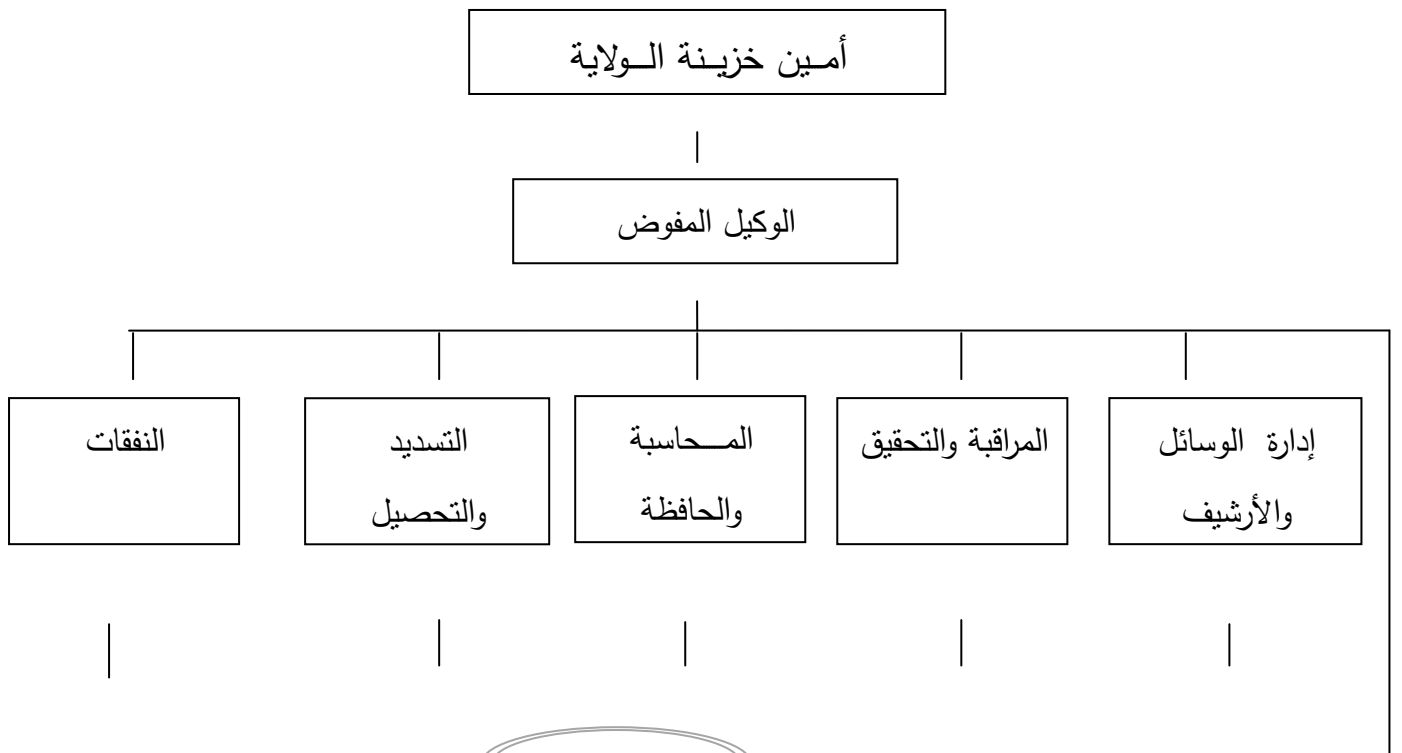 أمين خزينة الولاية
الوكيل المفوض
إدارة الوسائل
والأرشيف
المراقبة والتحقيق
المحاسبة
والحافظة
التسديد
والتحصيل
النفقات